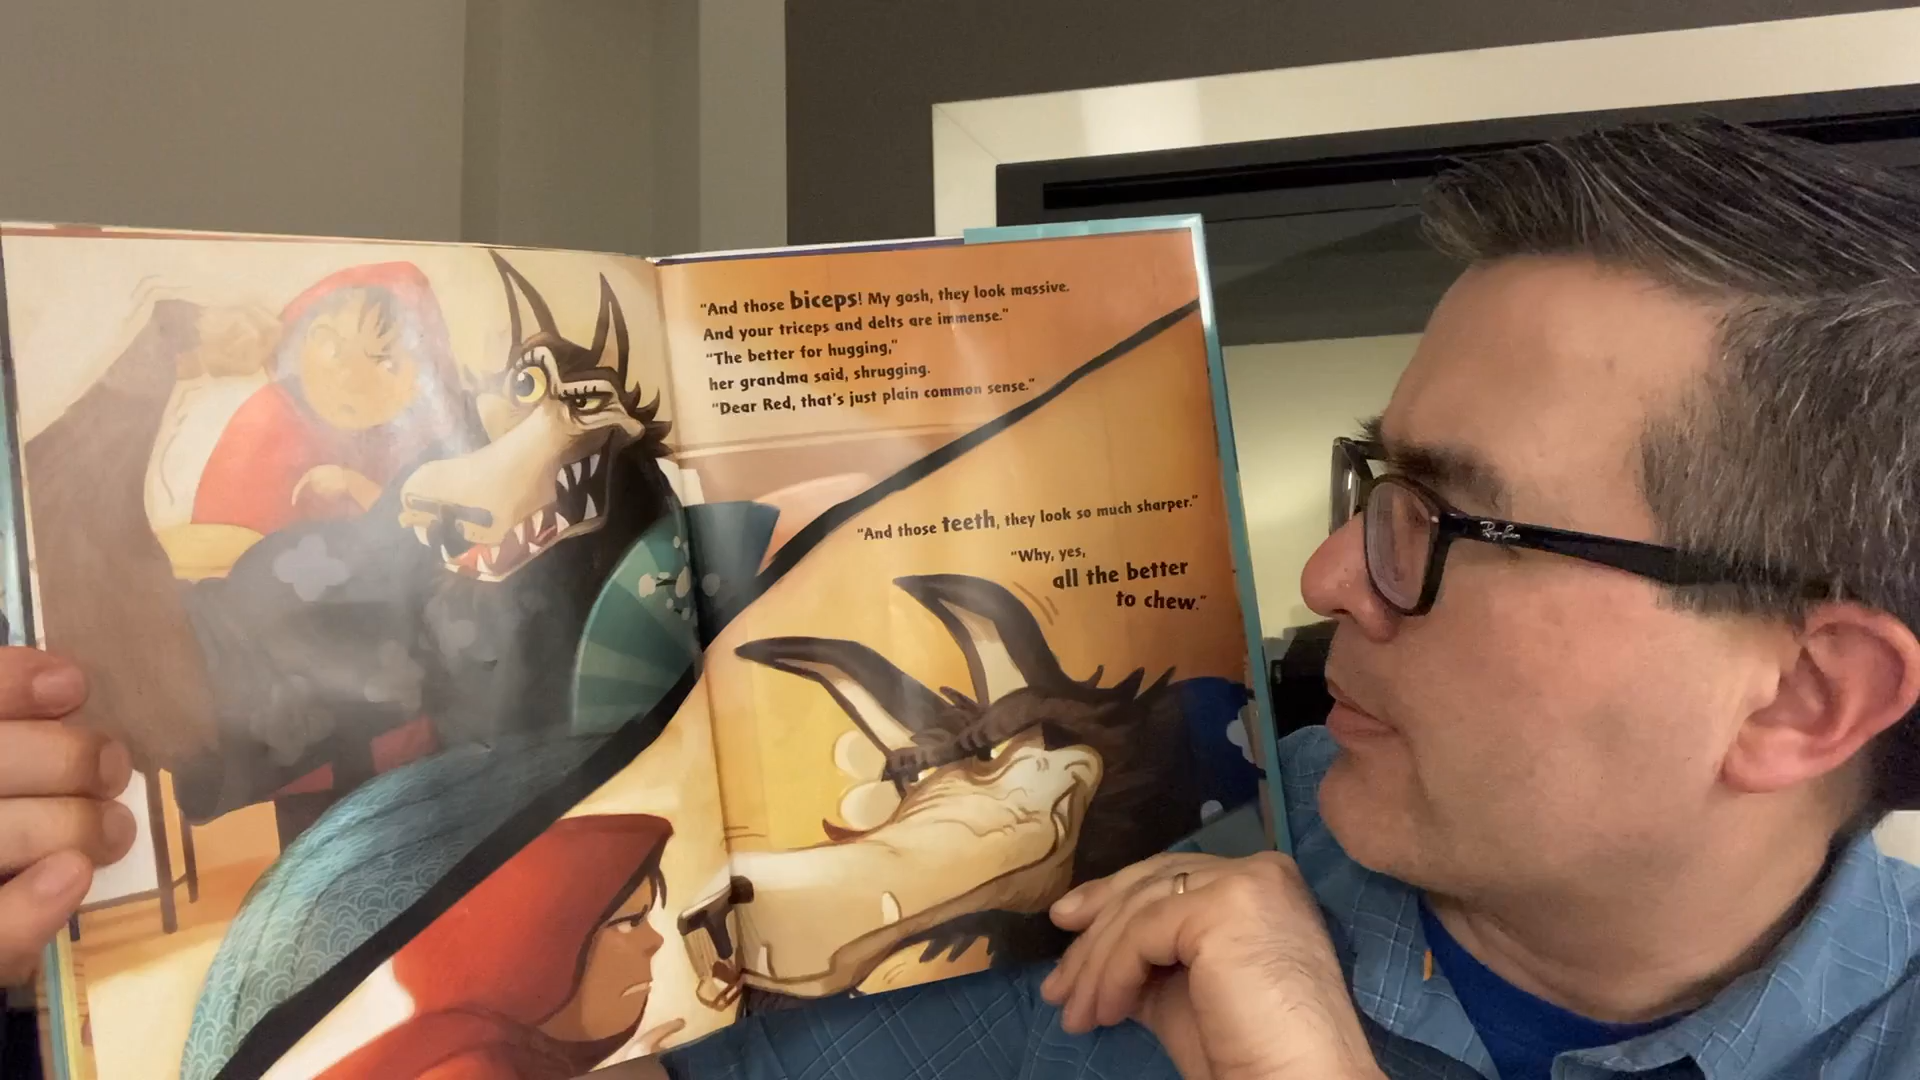 "And those biceps! My gosh, they look massive.
And your triceps and delts are immense."
"The better for hugging,"
her grandma said, shrugging.
"Dear Red, that's just plain common sense."
"And those teeth, they look so much sharper."
"Why, yes,
all the better
to chew."
Ray-Ban